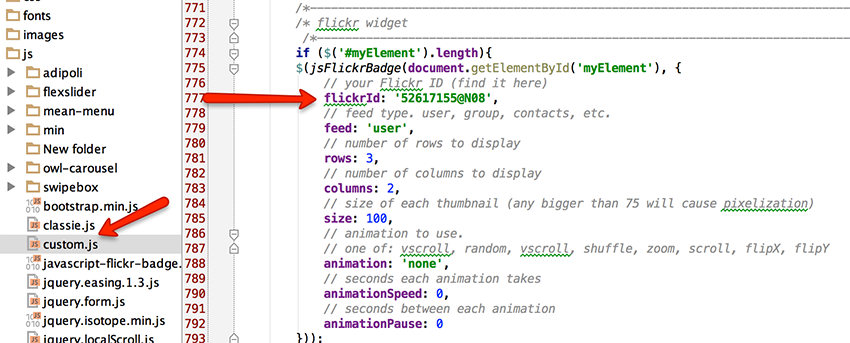 fonts
images
js
adipoli
flexslider
mean-menu
min
New folder
owl-carousel
swipebox
bootstrap.min.js
classie.js
custom.js
javascript-flickr-badge.
jquery.easing.1.3.js
jquery.form.js
jquery.isotope.min.js
jquery.localScroll.js
771 /*
772 /* flickr widget
773 /*
774 if ($('#myElement').length){
775 $(jsFlickrBadge(document.getElementById('myElement'), {
776 // your Flickr ID (find it here)
777 flickrId: '52617155@N08',
778 // feed type. user, group, contacts, etc.
779 feed: 'user',
780 // number of rows to display
781 rows: 3,
782 // number of columns to display
783 columns: 2,
784 // size of each thumbnail (any bigger than 75 will cause pixelization)
785 size: 100,
786 // animation to use.
787 // one of: vscroll, random, vscroll, shuffle, zoom, scroll, flipX, flipY
788 animation: 'none',
789 // seconds each animation takes
790 animationSpeed: 0,
791 // seconds between each animation
792 animationPause: 0
793 }));